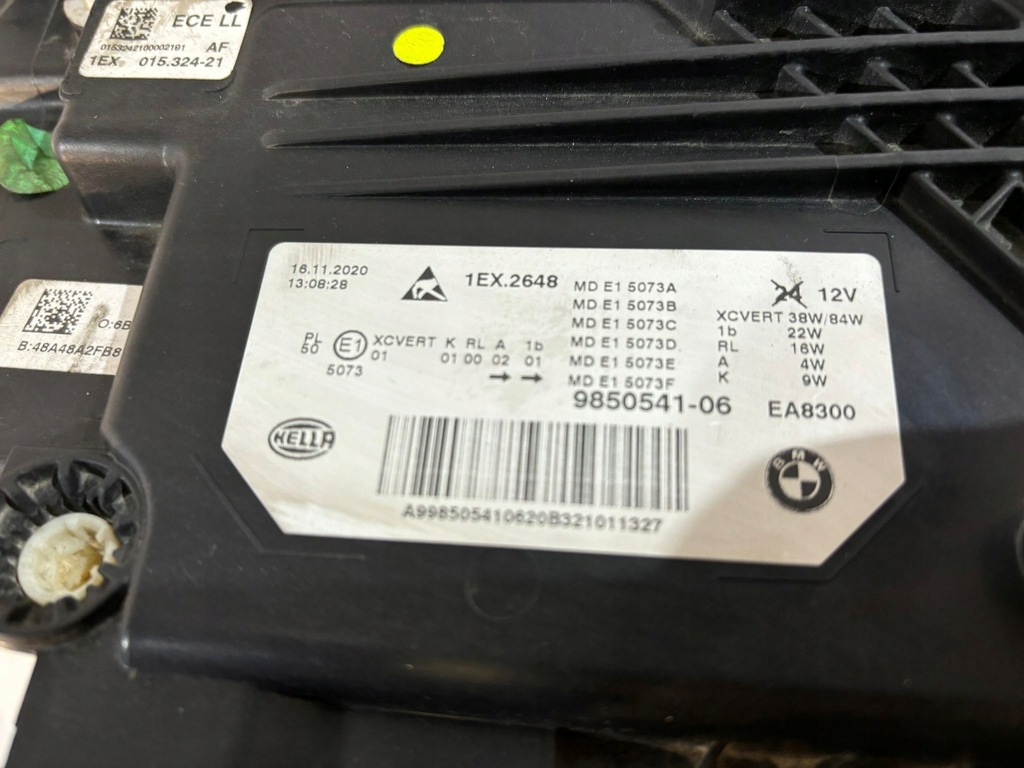 ECE LL
0153242100002191 AF
1EX 015.324-21
B:48A48A2FB8
16.11.2020
13:08:28
1EX.2648
MD E1 5073A
MD E1 5073B
MD E1 5073C
MD E1 5073D
MD E1 5073E
MD E1 5073F
24 12V
XCVERT 38W/84W
1b 22W
RL 16W
A 4W
K 9W
PL
50
E1
5073
XCVERT K RL A 1b
01 01 00 02 01
→ →
9850541-06
EA8300
HELLA
BMW
A998505410620B321011327